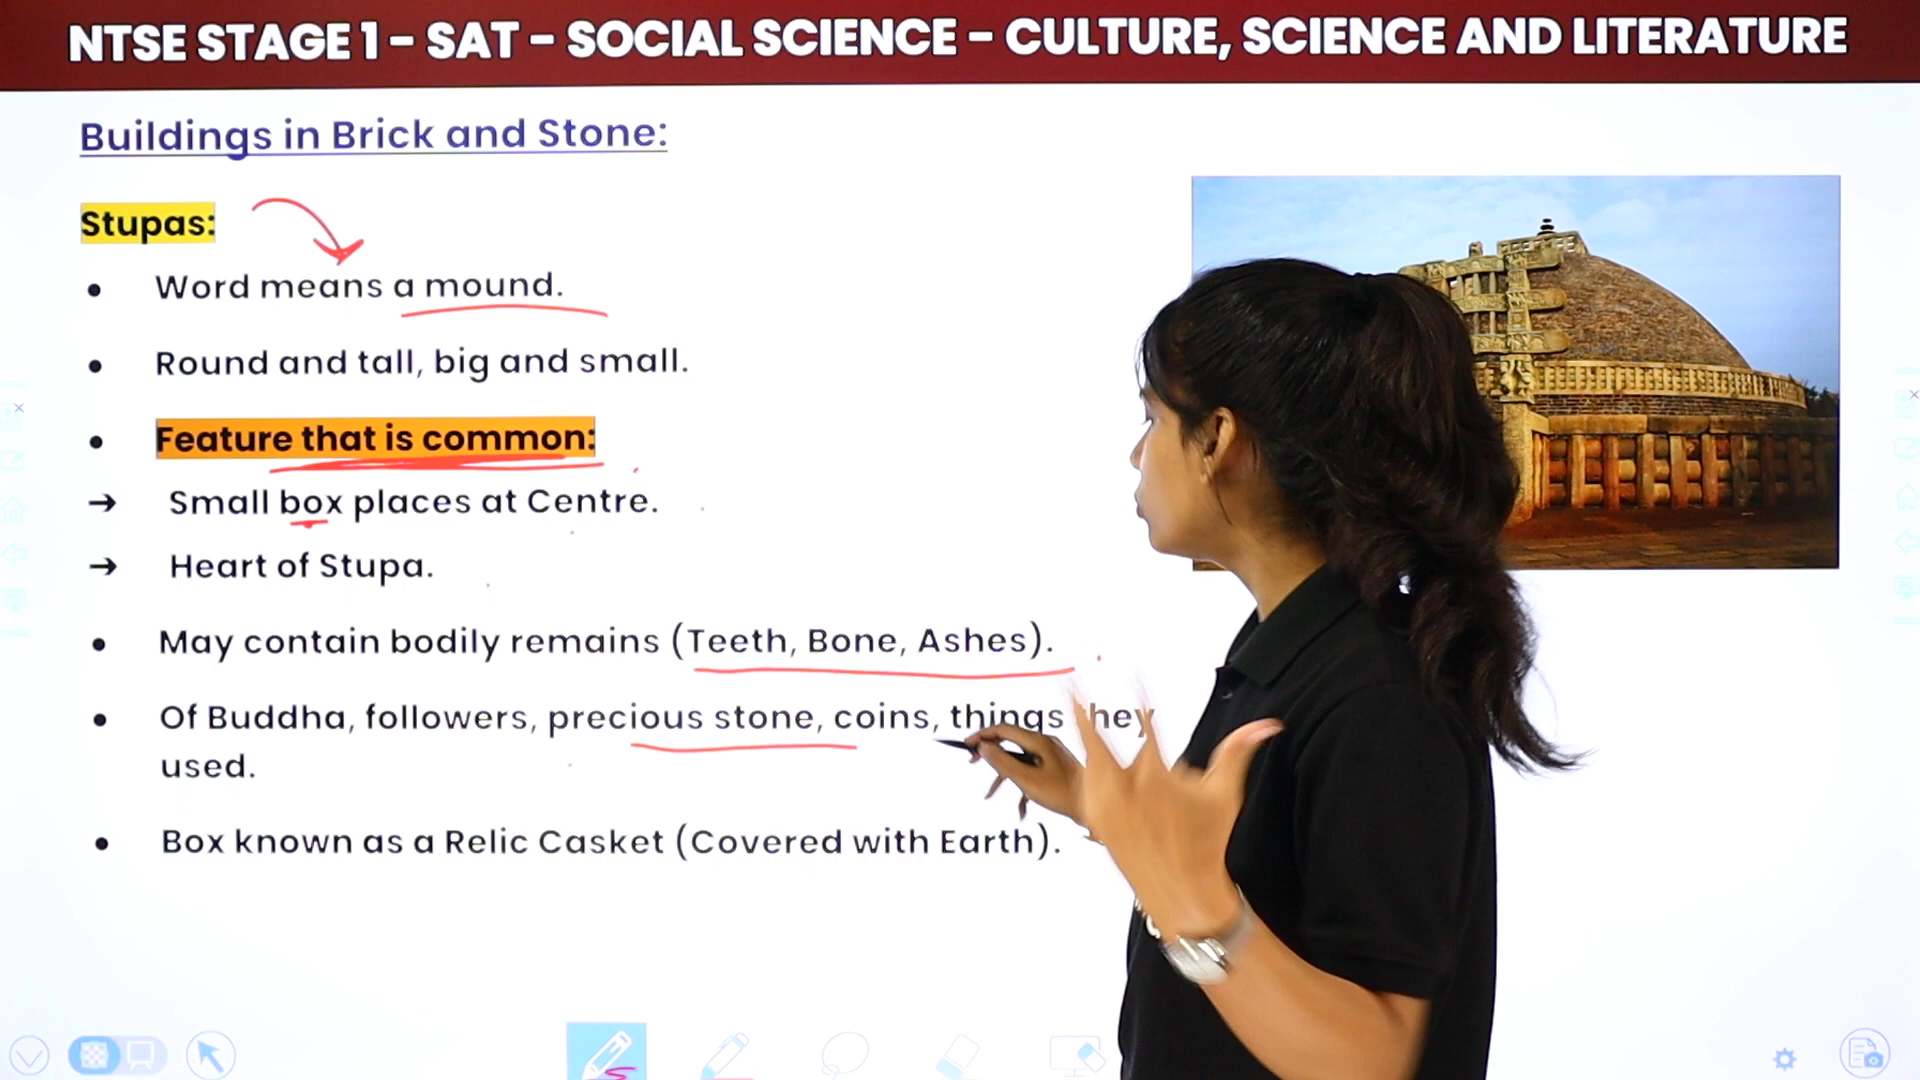 NTSE STAGE 1 - SAT - SOCIAL SCIENCE - CULTURE, SCIENCE AND LITERATURE
Buildings in Brick and Stone:
Stupas:
• Word means a mound.
• Round and tall, big and small.
• Feature that is common:
→ Small box places at Centre.
→ Heart of Stupa.
• May contain bodily remains (Teeth, Bone, Ashes).
• Of Buddha, followers, precious stone, coins, things they
used.
• Box known as a Relic Casket (Covered with Earth).